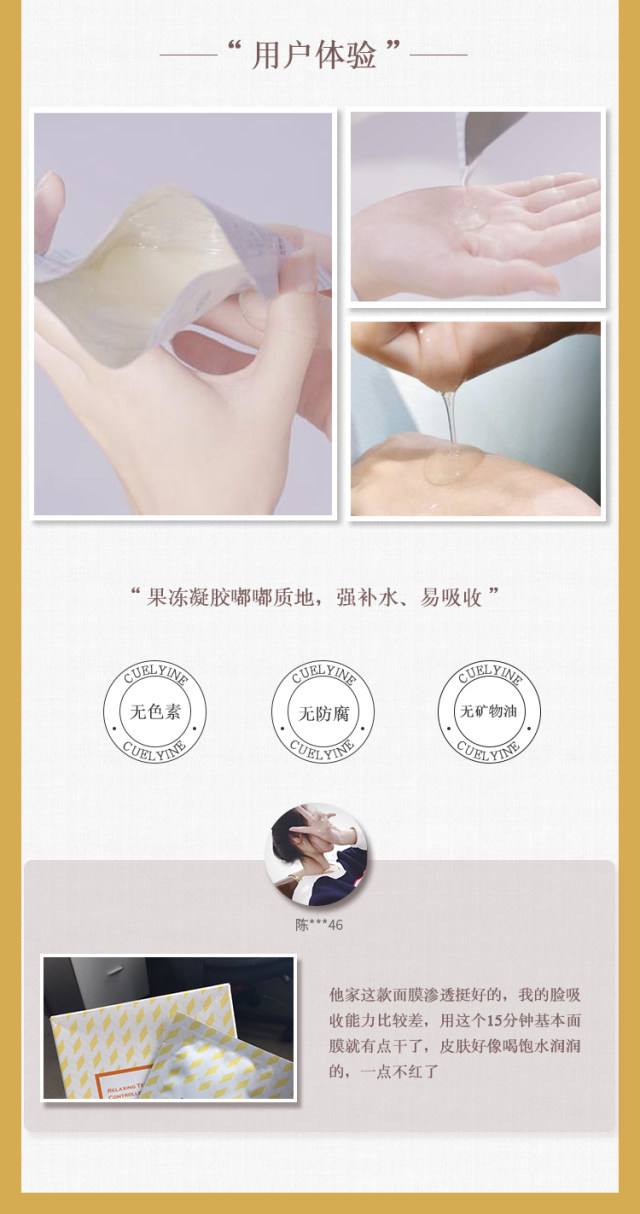 “用户体验”
“果冻凝胶嘟嘟质地，强补水、易吸收”
CUELYINE
无色素
CUELYINE
CUELYINE
无防腐
CUELYINE
CUELYINE
无矿物油
CUELYINE
陈***46
他家这款面膜渗透挺好的，我的脸吸
收能力比较差，用这个15分钟基本面
膜就有点干了，皮肤好像喝饱水润润
的，一点不红了
RELAXING
CONTROLL